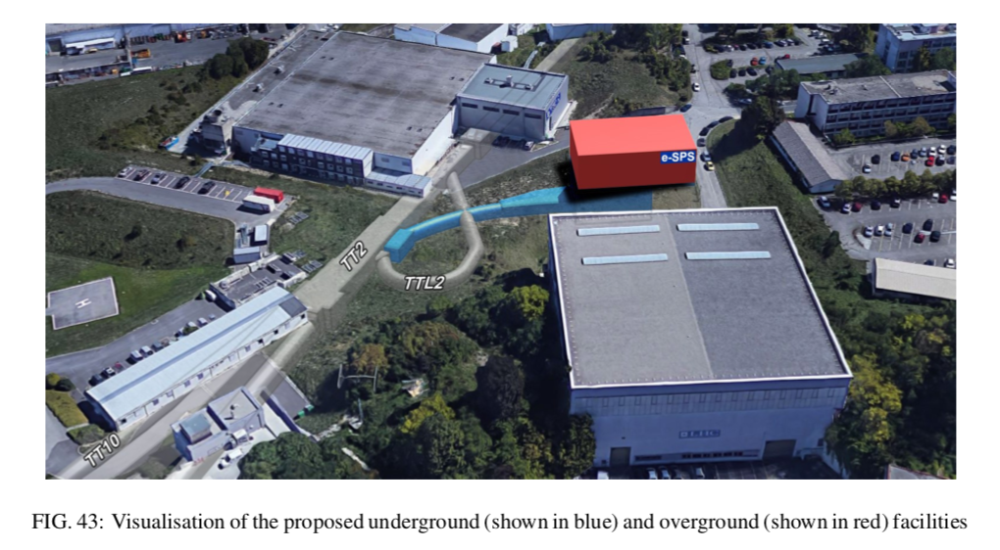 e-SPS
TT2
TTL2
TT10
H
FIG. 43: Visualisation of the proposed underground (shown in blue) and overground (shown in red) facilities